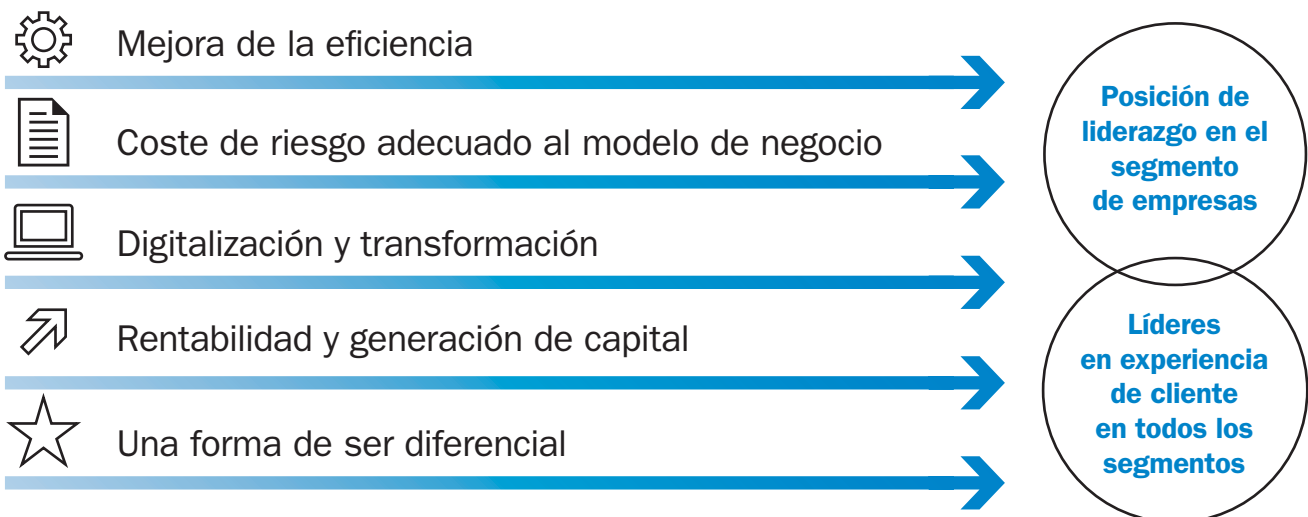 Mejora de la eficiencia
Coste de riesgo adecuado al modelo de negocio
Digitalización y transformación
Rentabilidad y generación de capital
Una forma de ser diferencial
Posición de
liderazgo en el
segmento
de empresas
Líderes
en experiencia
de cliente
en todos los
segmentos